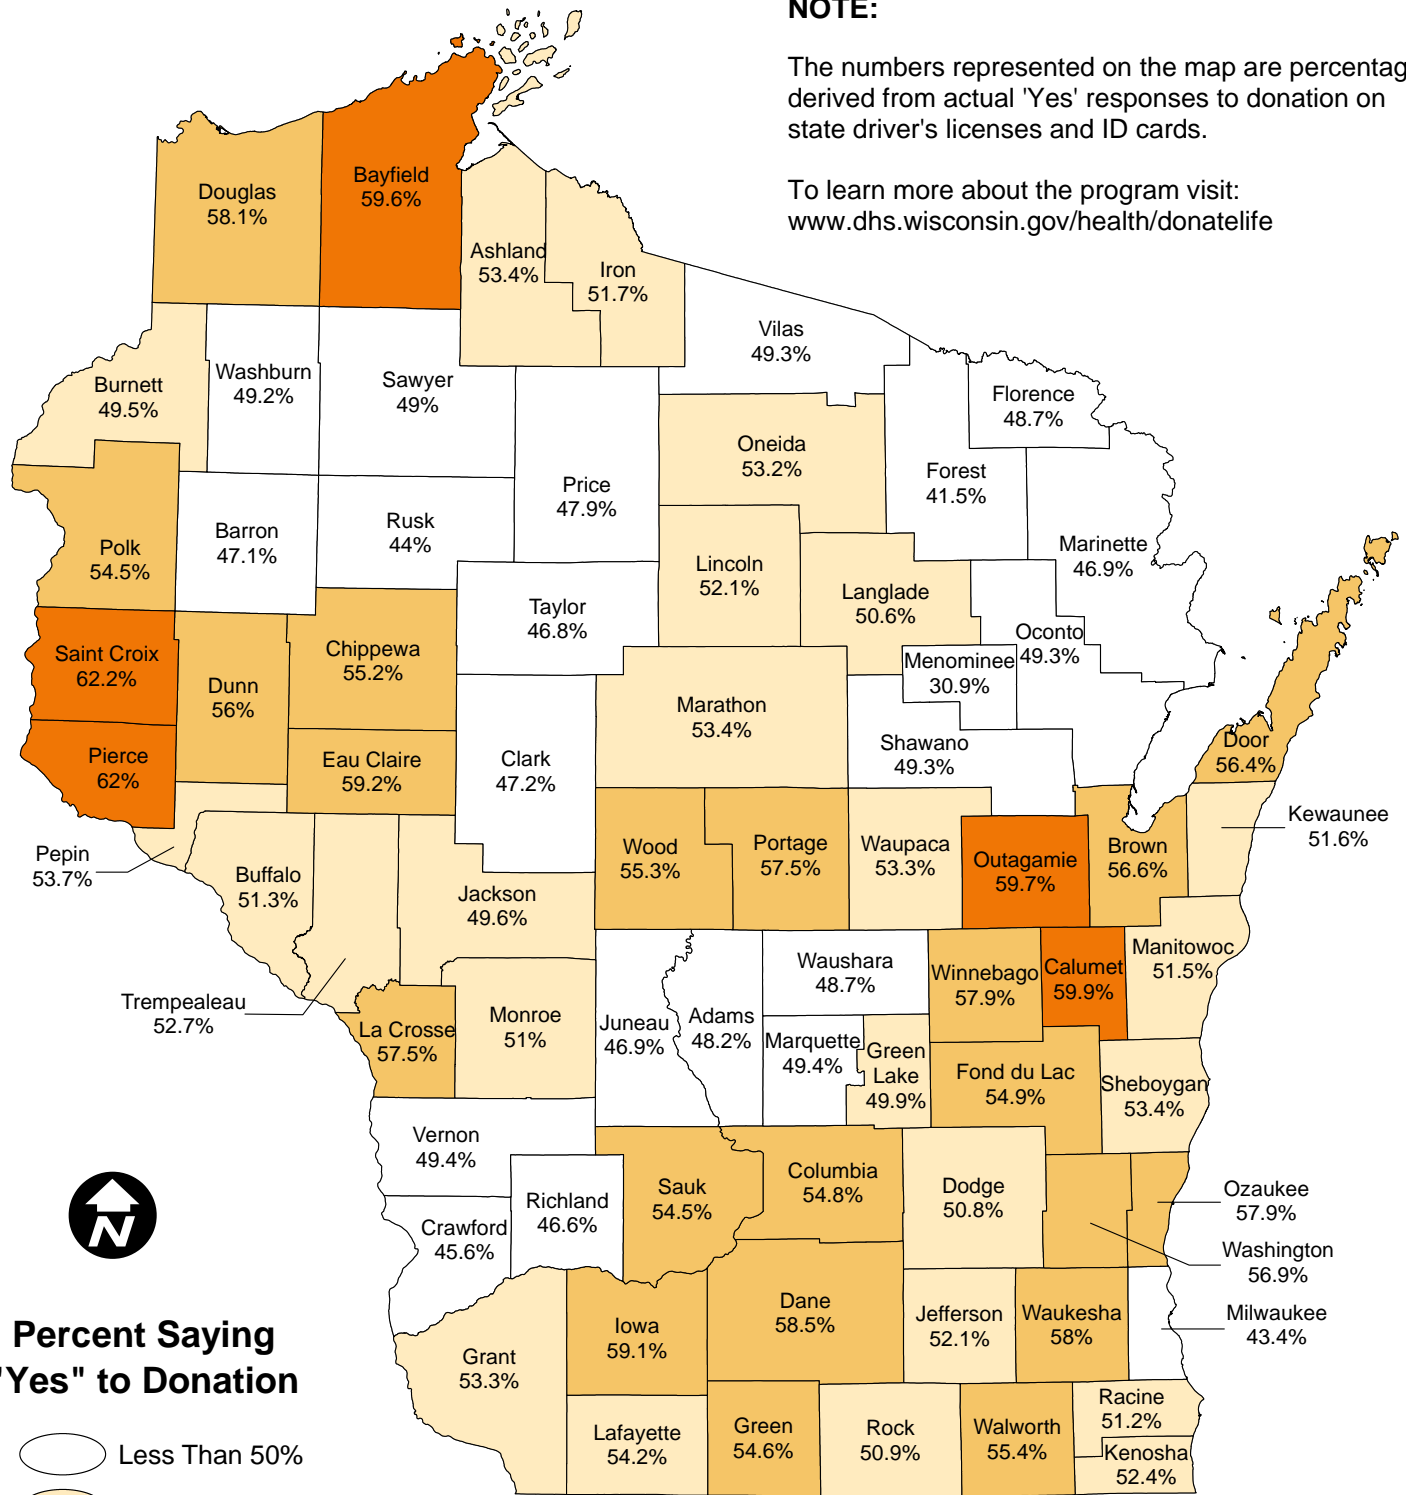 NOTE:
The numbers represented on the map are percentag
derived from actual 'Yes' responses to donation on
state driver's licenses and ID cards.
To learn more about the program visit:
www.dhs.wisconsin.gov/health/donatelife
Douglas
58.1%
Bayfield
59.6%
Ashland
53.4%
Iron
51.7%
Vilas
49.3%
Burnett
49.5%
Washburn
49.2%
Sawyer
49%
Florence
48.7%
Oneida
53.2%
Forest
41.5%
Price
47.9%
Polk
54.5%
Barron
47.1%
Rusk
44%
Marinette
46.9%
Lincoln
52.1%
Langlade
50.6%
Taylor
46.8%
Oconto
49.3%
Saint Croix
62.2%
Chippewa
55.2%
Menominee
30.9%
Dunn
56%
Marathon
53.4%
Pierce
62%
Eau Claire
59.2%
Clark
47.2%
Shawano
49.3%
Door
56.4%
Kewaunee
51.6%
Pepin
53.7%
Wood
55.3%
Portage
57.5%
Waupaca
53.3%
Outagamie
59.7%
Brown
56.6%
Buffalo
51.3%
Jackson
49.6%
Trempealeau
52.7%
Waushara
48.7%
Winnebago
57.9%
Calumet
59.9%
Manitowoc
51.5%
La Crosse
57.5%
Monroe
51%
Juneau
46.9%
Adams
48.2%
Marquette
49.4%
Green
Lake
49.9%
Fond du Lac
54.9%
Sheboygan
53.4%
Vernon
49.4%
Richland
46.6%
Sauk
54.5%
Columbia
54.8%
Dodge
50.8%
Ozaukee
57.9%
Crawford
45.6%
Washington
56.9%
N
Iowa
59.1%
Dane
58.5%
Jefferson
52.1%
Waukesha
58%
Milwaukee
43.4%
Grant
53.3%
Lafayette
54.2%
Green
54.6%
Rock
50.9%
Walworth
55.4%
Racine
51.2%
Kenosha
52.4%
Percent Saying
"Yes" to Donation
Less Than 50%